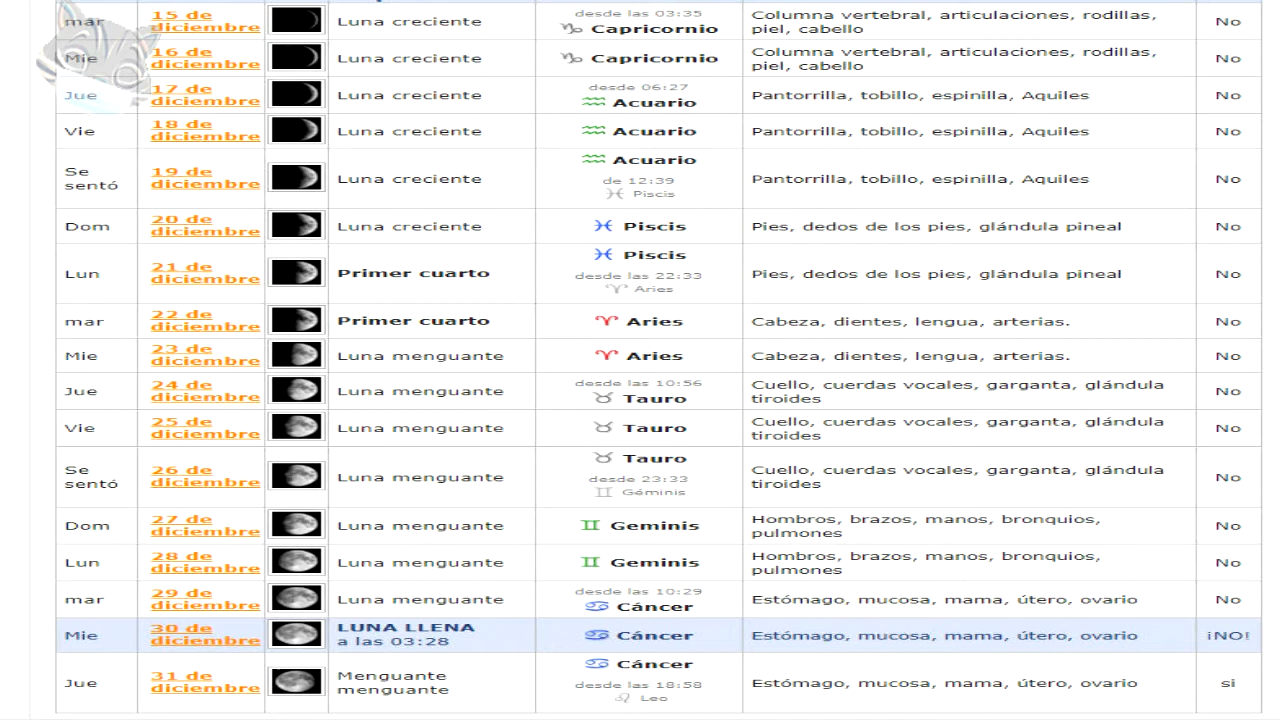 mar 15 de diciembre Luna creciente desde las 03:35 Capricornio Columna vertebral, articulaciones, rodillas, piel, cabello No
Mie 16 de diciembre Luna creciente Capricornio Columna vertebral, articulaciones, rodillas, piel, cabello No
Jue 17 de diciembre Luna creciente desde 06:27 Acuario Pantorrilla, tobillo, espinilla, Aquiles No
Vie 18 de diciembre Luna creciente Acuario Pantorrilla, tobillo, espinilla, Aquiles No
Se sentó 19 de diciembre Luna creciente Acuario de 12:39 Piscis Pantorrilla, tobillo, espinilla, Aquiles No
Dom 20 de diciembre Luna creciente Piscis Pies, dedos de los pies, glándula pineal No
Lun 21 de diciembre Primer cuarto Piscis desde las 22:33 Aries Pies, dedos de los pies, glándula pineal No
mar 22 de diciembre Primer cuarto Aries Cabeza, dientes, lengua, arterias. No
Mie 23 de diciembre Luna menguante Aries Cabeza, dientes, lengua, arterias. No
Jue 24 de diciembre Luna menguante desde las 10:56 Tauro Cuello, cuerdas vocales, garganta, glándula tiroides No
Vie 25 de diciembre Luna menguante Tauro Cuello, cuerdas vocales, garganta, glándula tiroides No
Se sentó 26 de diciembre Luna menguante Tauro desde 23:33 Géminis Cuello, cuerdas vocales, garganta, glándula tiroides No
Dom 27 de diciembre Luna menguante Geminis Hombros, brazos, manos, bronquios, pulmones No
Lun 28 de diciembre Luna menguante Geminis Hombros, brazos, manos, bronquios, pulmones No
mar 29 de diciembre Luna menguante desde las 10:29 Cáncer Estómago, mucosa, mama, útero, ovario No
Mie 30 de diciembre LUNA LLENA a las 03:28 Cáncer Estómago, mucosa, mama, útero, ovario ¡NO!
Jue 31 de diciembre Menguante menguante Cáncer desde las 18:58 Leo Estómago, mucosa, mama, útero, ovario si